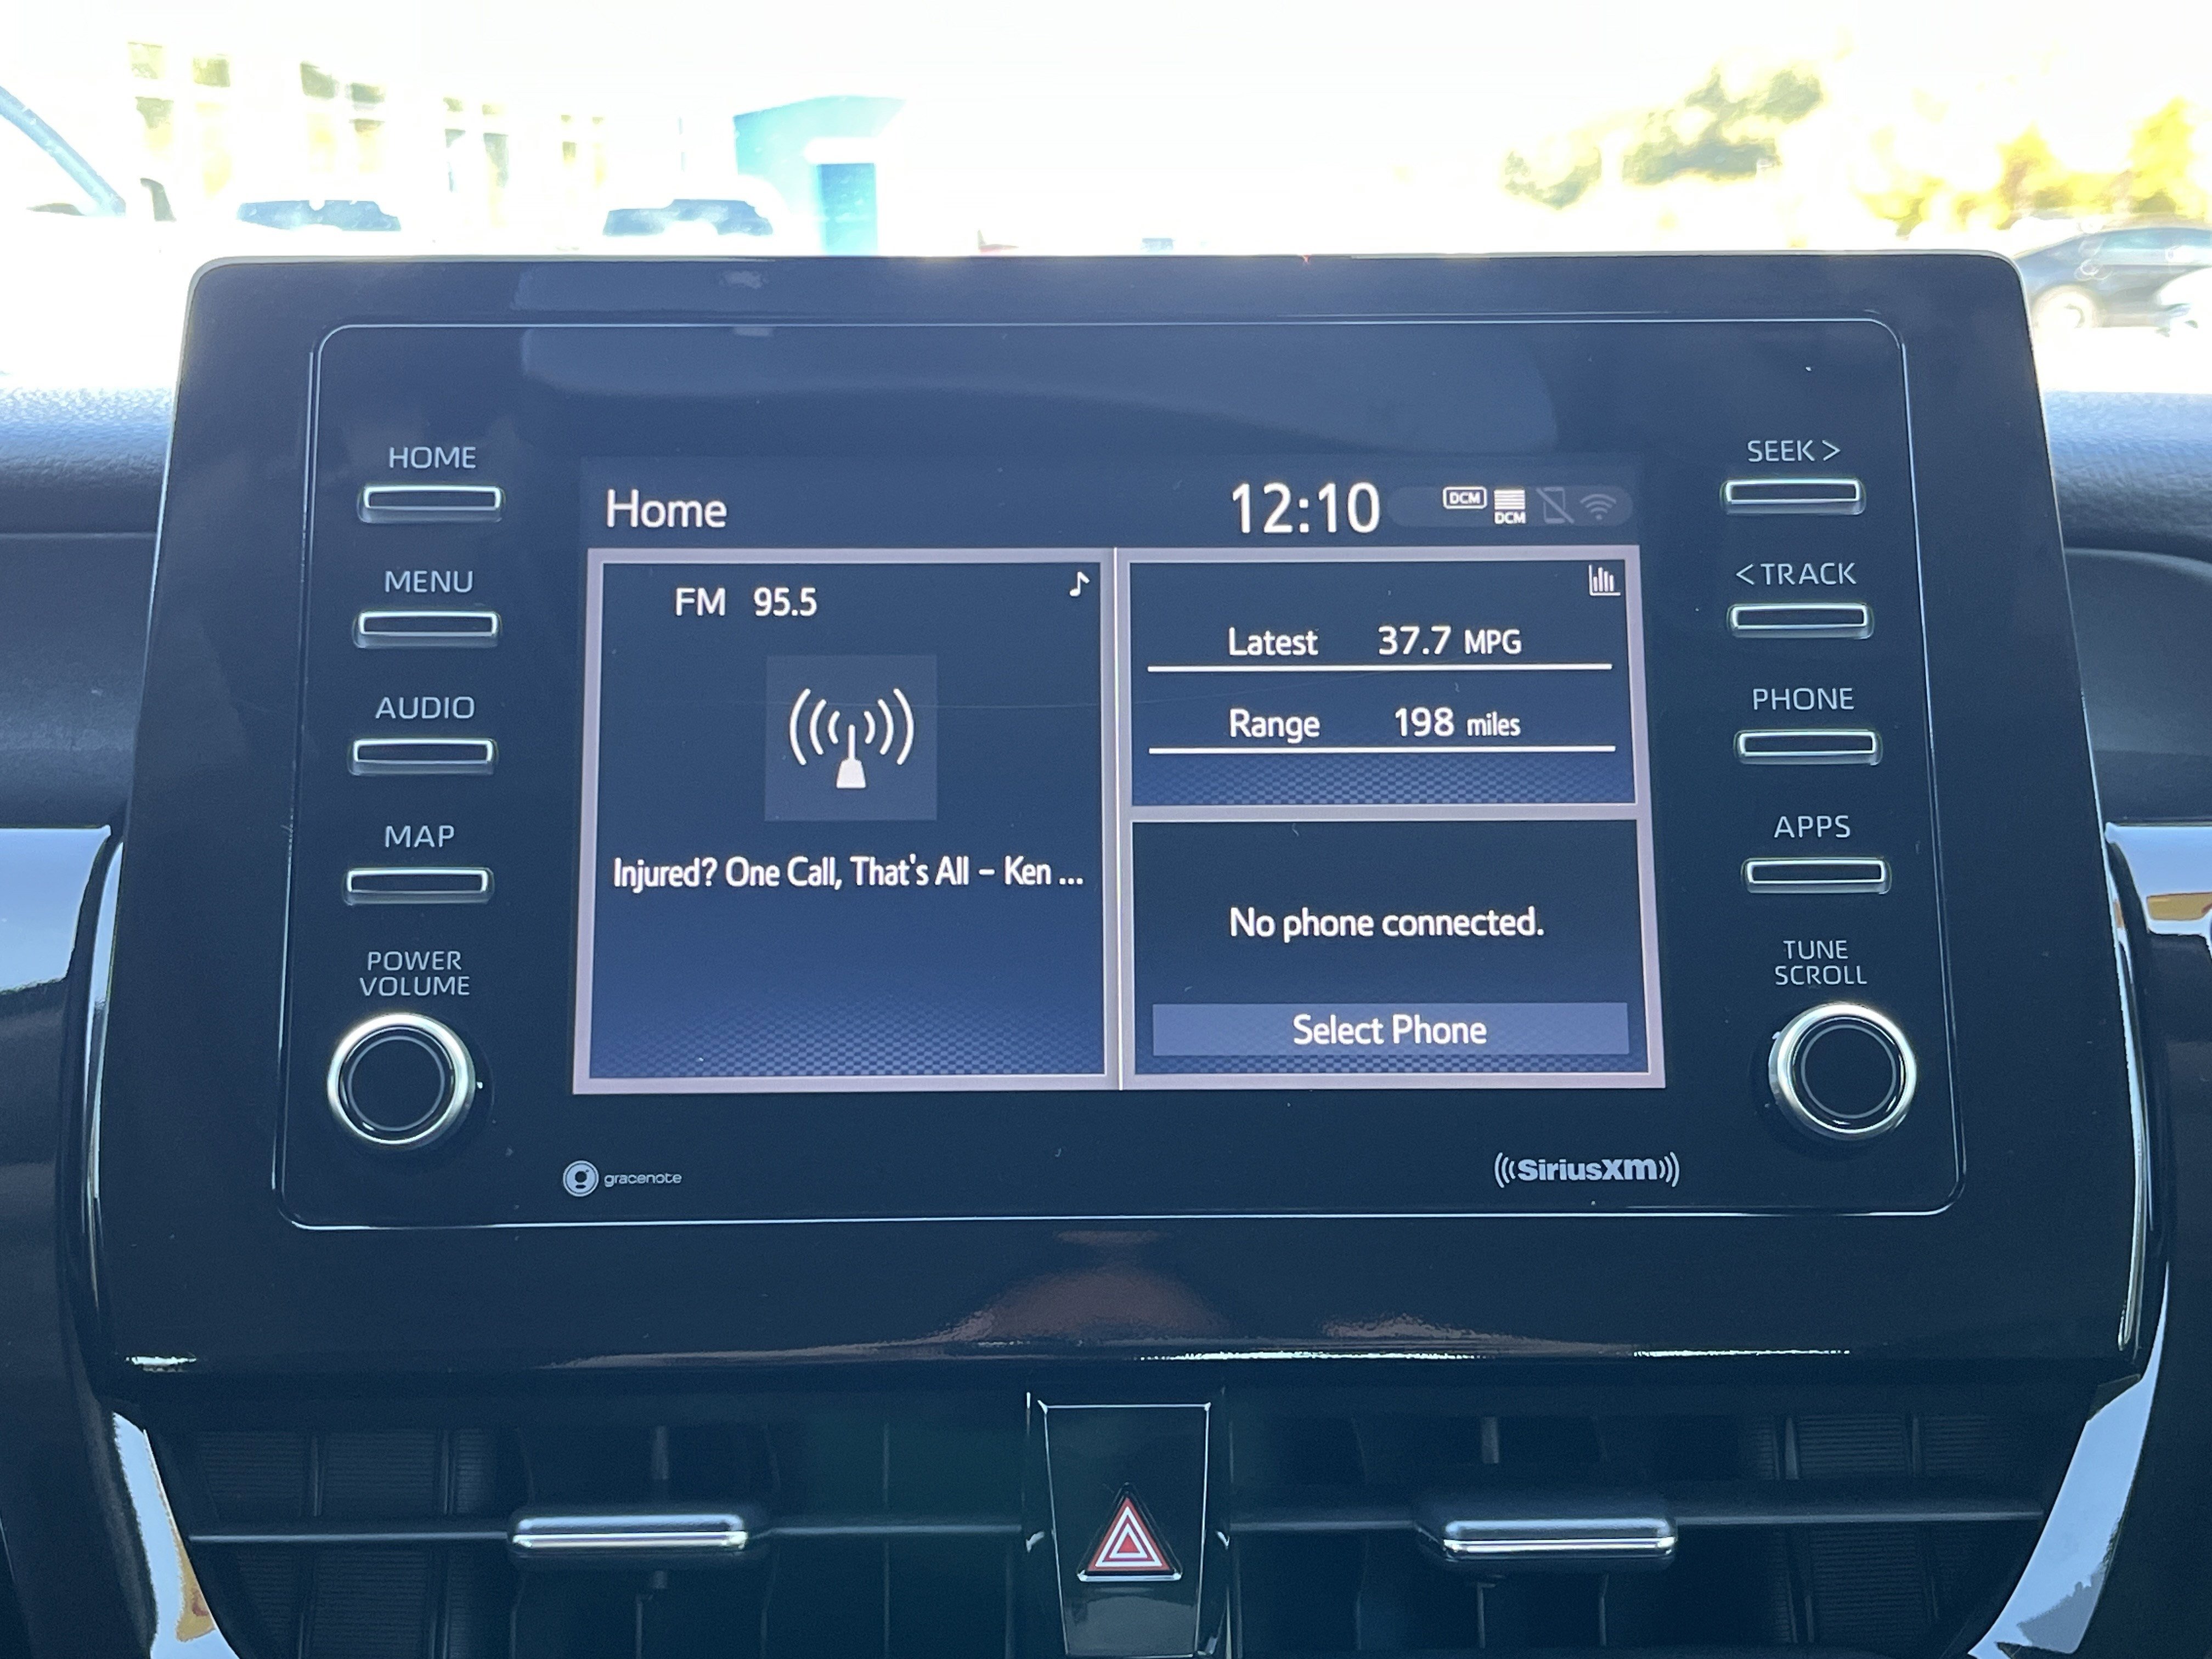 HOME
MENU
AUDIO
MAP
POWER
VOLUME
Home
12:10
DCM
DCM
FM 95.5
Injured? One Call, That's All – Ken ...
Latest 37.7 MPG
Range 198 miles
No phone connected.
Select Phone
SEEK >
< TRACK
PHONE
APPS
TUNE
SCROLL
gracenote
SiriusXM